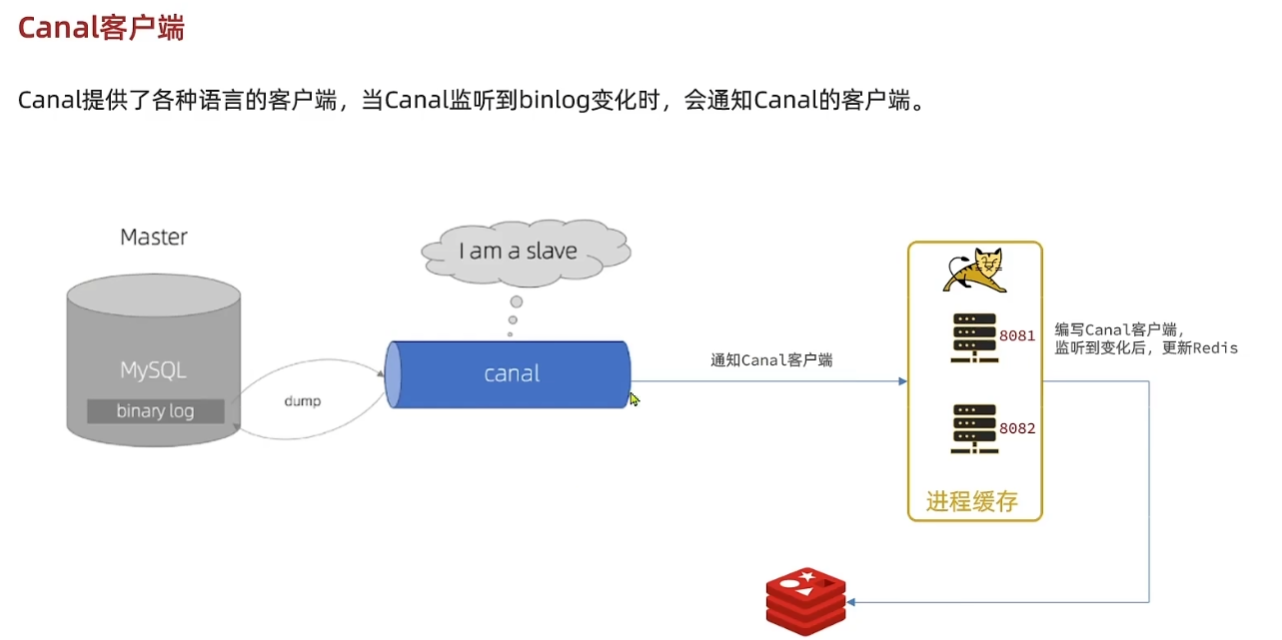 Canal客户端
Canal提供了各种语言的客户端，当Canal监听到binlog变化时，会通知Canal的客户端。
Master
I am a slave
MySQL
binary log
dump
canal
通知Canal客户端
8081
编写Canal客户端，
监听到变化后，更新Redis
8082
进程缓存